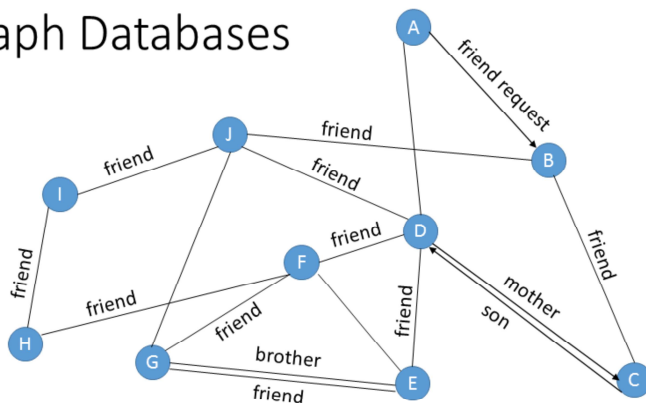 aph Databases
A
friend request
J
friend
B
friend
friend
I
D
friend
F
friend
friend
mother
friend
friend
son
friend
H
G
brother
E
C
friend